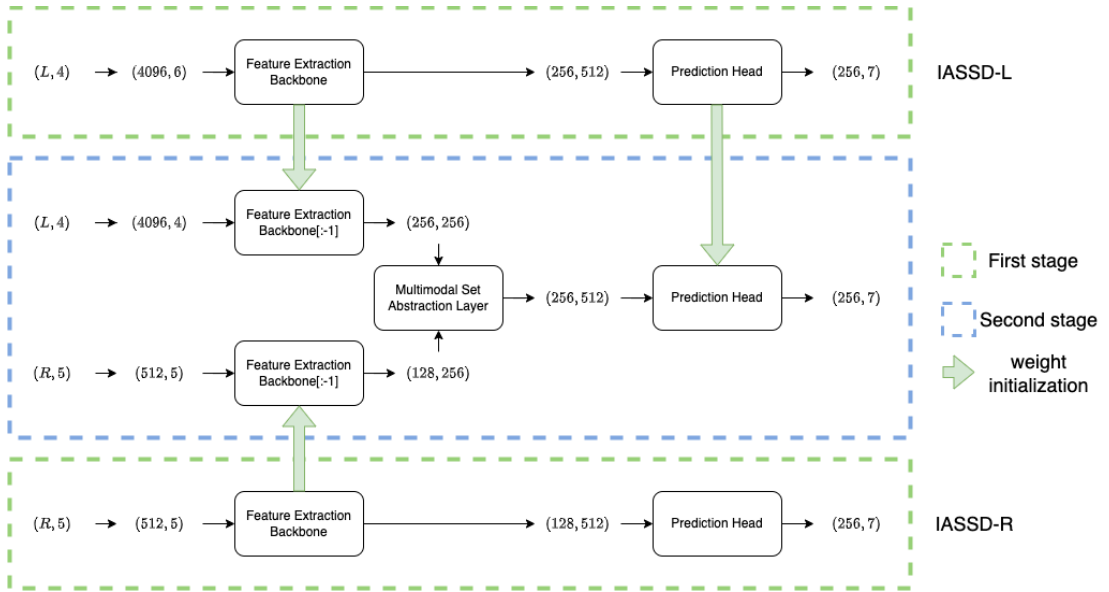 (L, 4)
(4096, 6)
Feature Extraction
Backbone
(256, 512)
Prediction Head
(256, 7)
IASSD-L
(L, 4)
(4096, 4)
Feature Extraction
Backbone[:-1]
(256, 256)
Multimodal Set
Abstraction Layer
(256, 512)
Prediction Head
(256, 7)
(R, 5)
(512, 5)
Feature Extraction
Backbone[:-1]
(128, 256)
First stage
Second stage
weight
initialization
(R, 5)
(512, 5)
Feature Extraction
Backbone
(128, 512)
Prediction Head
(256, 7)
IASSD-R